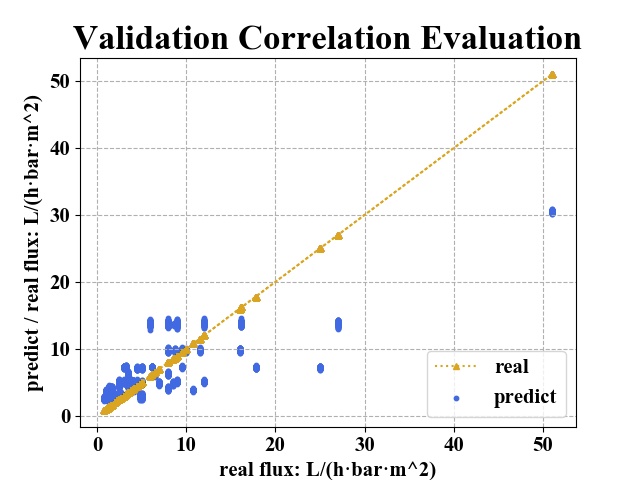 Validation Correlation Evaluation
predict / real flux: L/(h·bar·m^2)
50
40
30
20
10
0
real
predict
0 10 20 30 40 50
real flux: L/(h·bar·m^2)